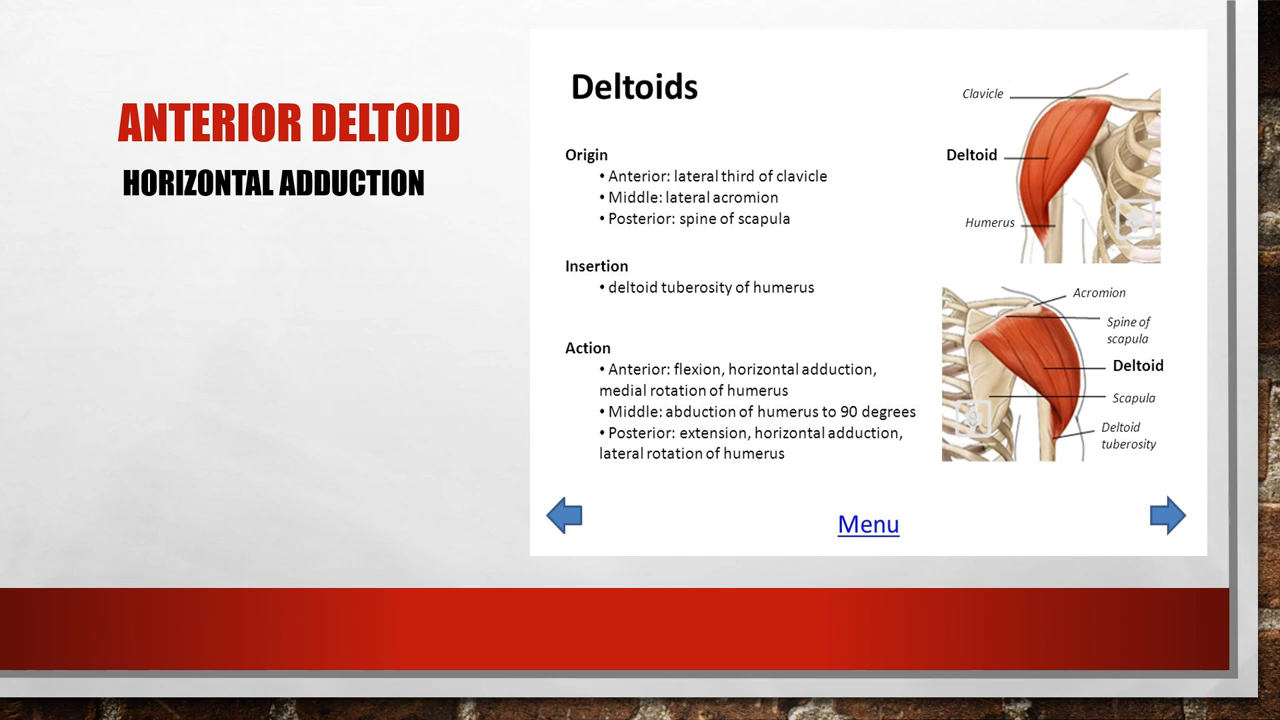 ANTERIOR DELTOID
HORIZONTAL ADDUCTION
Deltoids
Origin
• Anterior: lateral third of clavicle
• Middle: lateral acromion
• Posterior: spine of scapula
Insertion
• deltoid tuberosity of humerus
Action
• Anterior: flexion, horizontal adduction,
medial rotation of humerus
• Middle: abduction of humerus to 90 degrees
• Posterior: extension, horizontal adduction,
lateral rotation of humerus
Clavicle
Deltoid
Humerus
Acromion
Spine of
scapula
Deltoid
Scapula
Deltoid
tuberosity
Menu